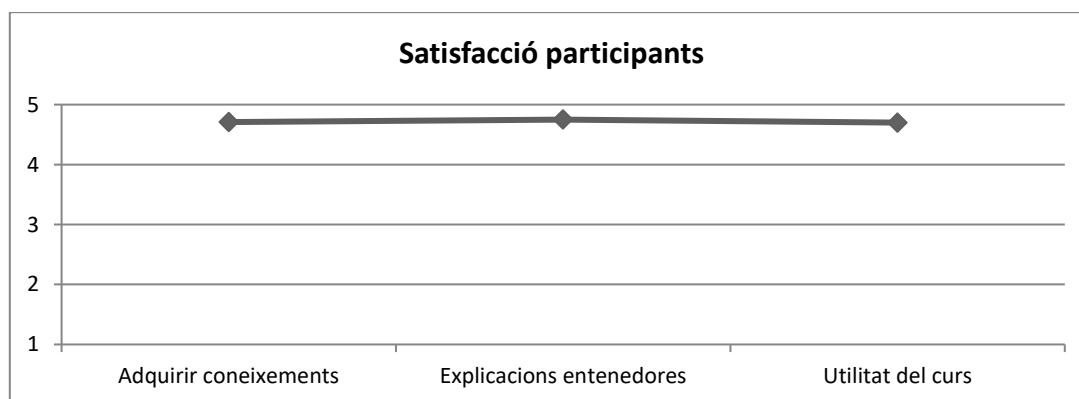 Satisfacció participants
5
4
3
2
1
Adquirir coneixements
Explicacions entenedores
Utilitat del curs